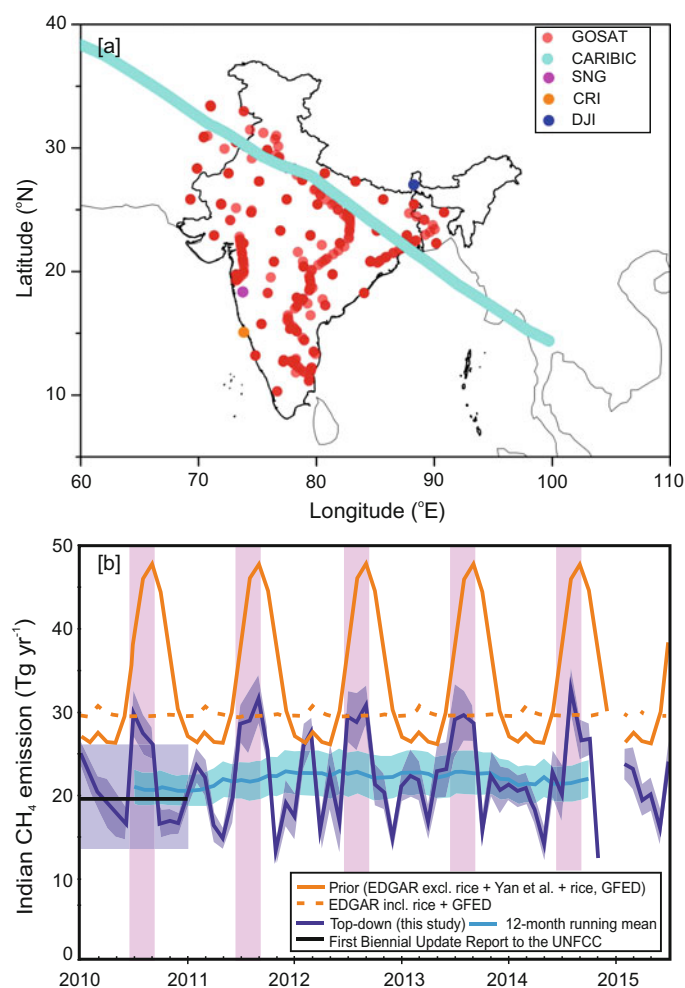 [a]
GOSAT
CARIBIC
SNG
CRI
DJI
40
30
20
10
Latitude (°N)
60
70
80
90
100
110
Longitude (°E)
[b]
50
40
30
20
10
0
Indian CH4 emission (Tg yr-1)
Prior (EDGAR excl. rice + Yan et al. + rice, GFED)
EDGAR incl. rice + GFED
Top-down (this study) 12-month running mean
First Biennial Update Report to the UNFCC
2010
2011
2012
2013
2014
2015